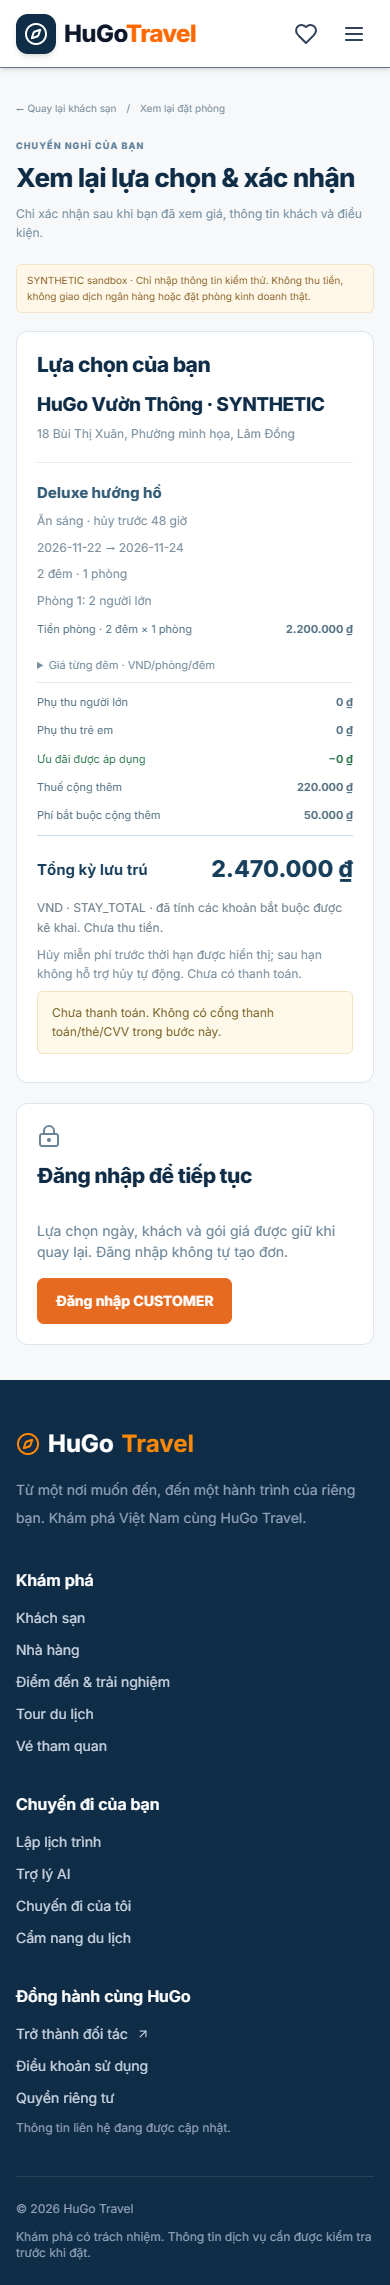 HuGoTravel
← Quay lại khách sạn / Xem lại đặt phòng
CHUYẾN NGHỈ CỦA BẠN
Xem lại lựa chọn & xác nhận
Chỉ xác nhận sau khi bạn đã xem giá, thông tin khách và điều
kiện.
SYNTHETIC sandbox · Chỉ nhập thông tin kiểm thử. Không thu tiền,
không giao dịch ngân hàng hoặc đặt phòng kinh doanh thật.
Lựa chọn của bạn
HuGo Vườn Thông · SYNTHETIC
18 Bùi Thị Xuân, Phường minh họa, Lâm Đồng
Deluxe hướng hồ
Ăn sáng · hủy trước 48 giờ
2026-11-22 → 2026-11-24
2 đêm · 1 phòng
Phòng 1: 2 người lớn
Tiền phòng · 2 đêm × 1 phòng 2.200.000 ₫
▶ Giá từng đêm · VND/phòng/đêm
Phụ thu người lớn 0 ₫
Phụ thu trẻ em 0 ₫
Ưu đãi được áp dụng −0 ₫
Thuế cộng thêm 220.000 ₫
Phí bắt buộc cộng thêm 50.000 ₫
Tổng kỳ lưu trú 2.470.000 ₫
VND · STAY_TOTAL · đã tính các khoản bắt buộc được
kê khai. Chưa thu tiền.
Hủy miễn phí trước thời hạn được hiển thị; sau hạn
không hỗ trợ hủy tự động. Chưa có thanh toán.
Chưa thanh toán. Không có cổng thanh
toán/thẻ/CVV trong bước này.
Đăng nhập để tiếp tục
Lựa chọn ngày, khách và gói giá được giữ khi
quay lại. Đăng nhập không tự tạo đơn.
Đăng nhập CUSTOMER
HuGo Travel
Từ một nơi muốn đến, đến một hành trình của riêng
bạn. Khám phá Việt Nam cùng HuGo Travel.
Khám phá
Khách sạn
Nhà hàng
Điểm đến & trải nghiệm
Tour du lịch
Vé tham quan
Chuyến đi của bạn
Lập lịch trình
Trợ lý AI
Chuyến đi của tôi
Cẩm nang du lịch
Đồng hành cùng HuGo
Trở thành đối tác ↗
Điều khoản sử dụng
Quyền riêng tư
Thông tin liên hệ đang được cập nhật.
© 2026 HuGo Travel
Khám phá có trách nhiệm. Thông tin dịch vụ cần được kiểm tra
trước khi đặt.